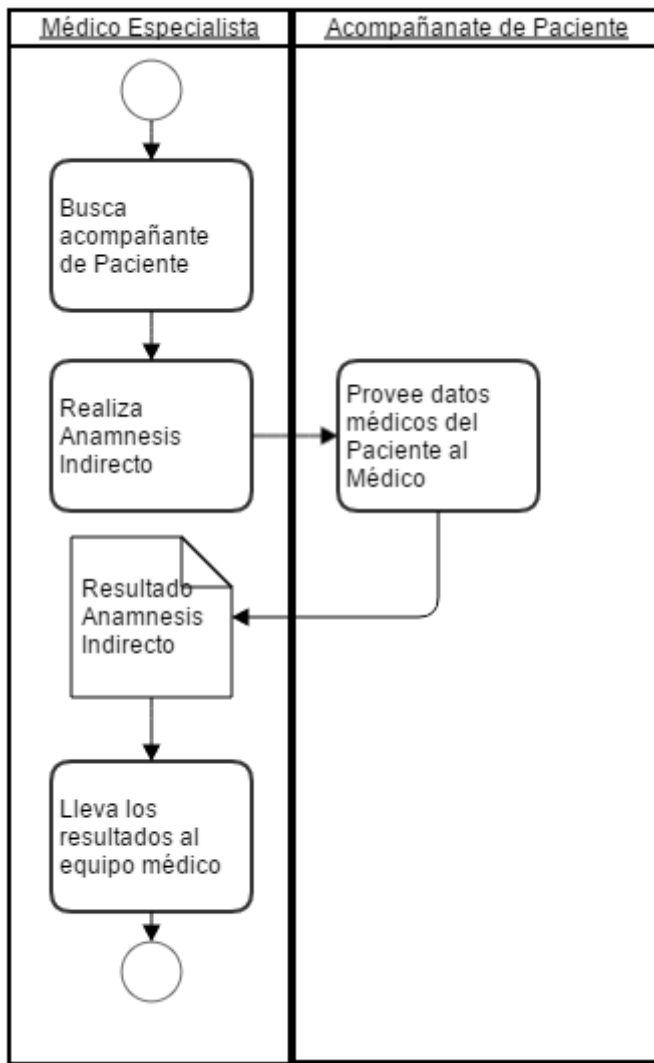 Médico Especialista
Acompañanate de Paciente
Busca
acompañante
de Paciente
Realiza
Anamnesis
Indirecto
Provee datos
médicos del
Paciente al
Médico
Resultado
Anamnesis
Indirecto
Lleva los
resultados al
equipo médico